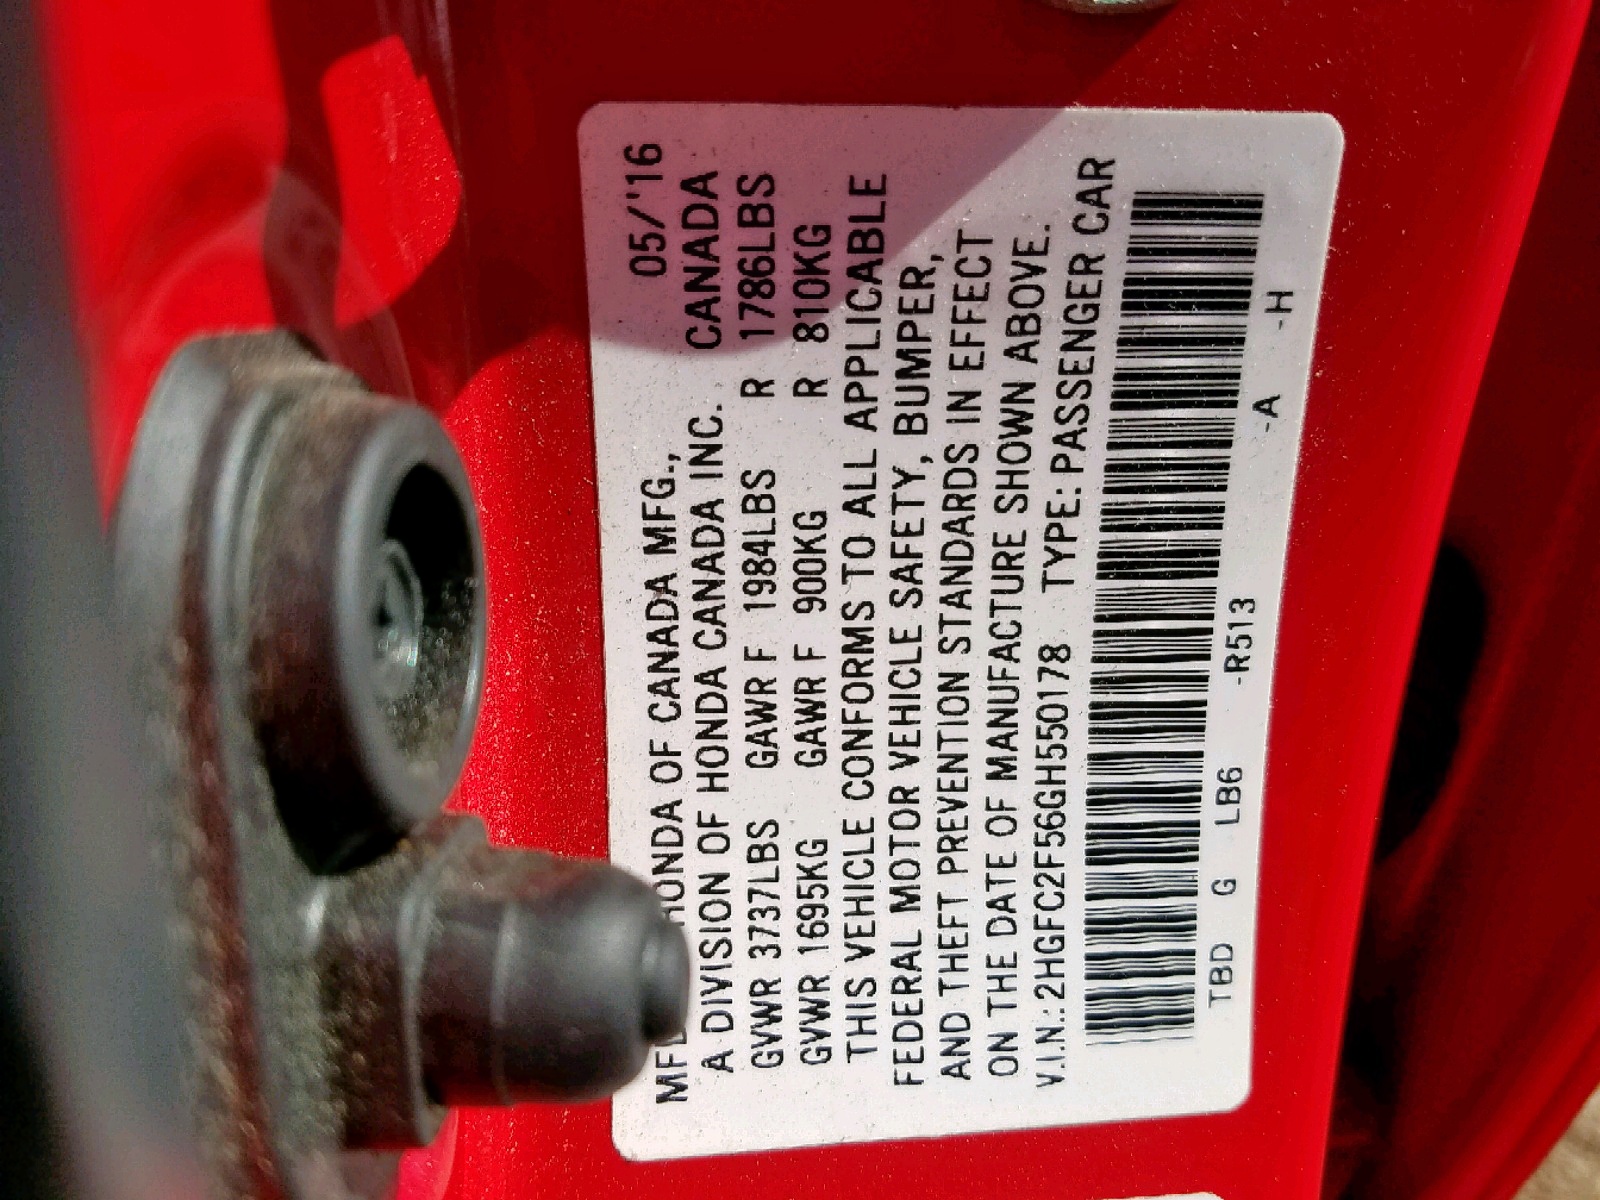 MFD HONDA OF CANADA MFG., 05/'16
A DIVISION OF HONDA CANADA INC. CANADA
GVWR 3737LBS GAWR F 1984LBS R 1786LBS
GVWR 1695KG GAWR F 900KG R 810KG
THIS VEHICLE CONFORMS TO ALL APPLICABLE
FEDERAL MOTOR VEHICLE SAFETY, BUMPER,
AND THEFT PREVENTION STANDARDS IN EFFECT
ON THE DATE OF MANUFACTURE SHOWN ABOVE.
V.I.N.: 2HGFC2F56GH550178 TYPE: PASSENGER CAR
TBD G LB6 -R513 -A -H